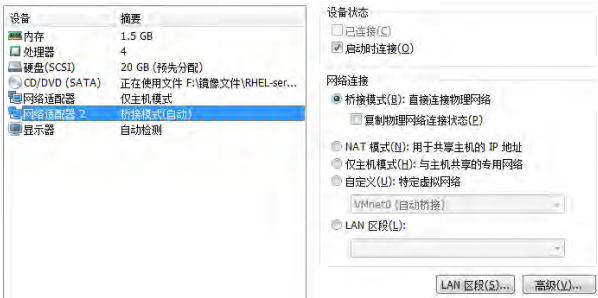 设备 摘要
内存 1.5 GB
处理器 4
硬盘(SCSI) 20 GB (预先分配)
CD/DVD (SATA) 正在使用文件 F:\镜像文件\RHEL-ser...
网络适配器 仅主机模式
网络适配器 2 桥接模式(自动)
显示器 自动检测
设备状态
已连接(C)
启动时连接(O)
网络连接
桥接模式(B): 直接连接物理网络
复制物理网络连接状态(P)
NAT 模式(N): 用于共享主机的 IP 地址
仅主机模式(H): 与主机共享的专用网络
自定义(U): 特定虚拟网络
VMnet0 (自动桥接)
LAN 区段(L):
LAN 区段(S)... 高级(V)...